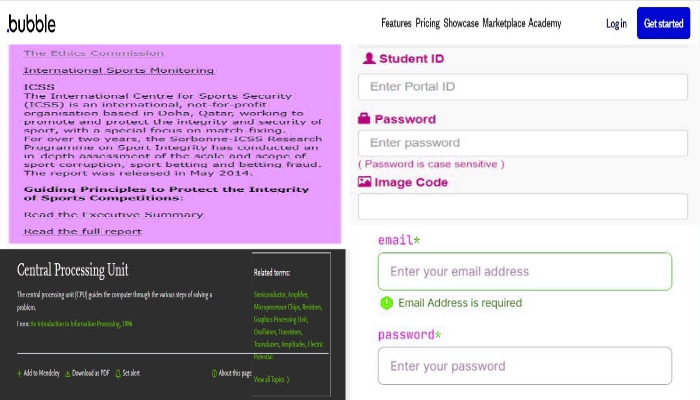 .bubble
Features Pricing Showcase Marketplace Academy
Log in
Get started
The Ethics Commission
International Sports Monitoring
ICSS
The International Centre for Sports Security
(ICSS) is an international, not-for-profit
organisation based in Doha, Qatar, working to
promote and protect the integrity and security of
sport, with a special focus on match-fixing.
For over two years, the Sorbonne-ICSS Research
Programme on Sport Integrity has conducted an
in-depth assessment of the scale and scope of
sport corruption, sport betting and betting fraud.
The report was released in May 2014.
Guiding Principles to Protect the Integrity
of Sports Competitions:
Read the Executive Summary
Read the full report
Student ID
Enter Portal ID
Password
Enter password
( Password is case sensitive )
Image Code
email*
Enter your email address
Email Address is required
password*
Enter your password
Central Processing Unit
The central processing unit (CPU) guides the computer through the various steps of solving a
problem.
From: An Introduction to Information Processing, 1986
Add to Mendeley
Download as PDF
Set alert
About this page
Related terms:
Semiconductor, Amplifier,
Microprocessor Chips, Resistors,
Graphics Processing Unit,
Oscillators, Transistors,
Transducers, Amplitudes, Electric
Potential
View all Topics